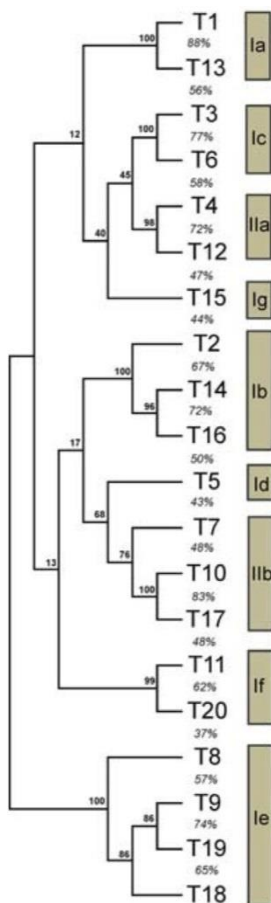 T1
100
88%
Ia
T13
56%
12
T3
100
77%
Ic
T6
45
58%
T4
98
72%
IIa
T12
40
47%
T15
Ig
44%
T2
100
67%
Ib
T14
96
72%
T16
17
50%
T5
Id
68
43%
T7
76
48%
IIb
T10
100
83%
T17
13
48%
T11
99
62%
If
T20
37%
T8
100
57%
Ie
T9
86
74%
T19
86
65%
T18